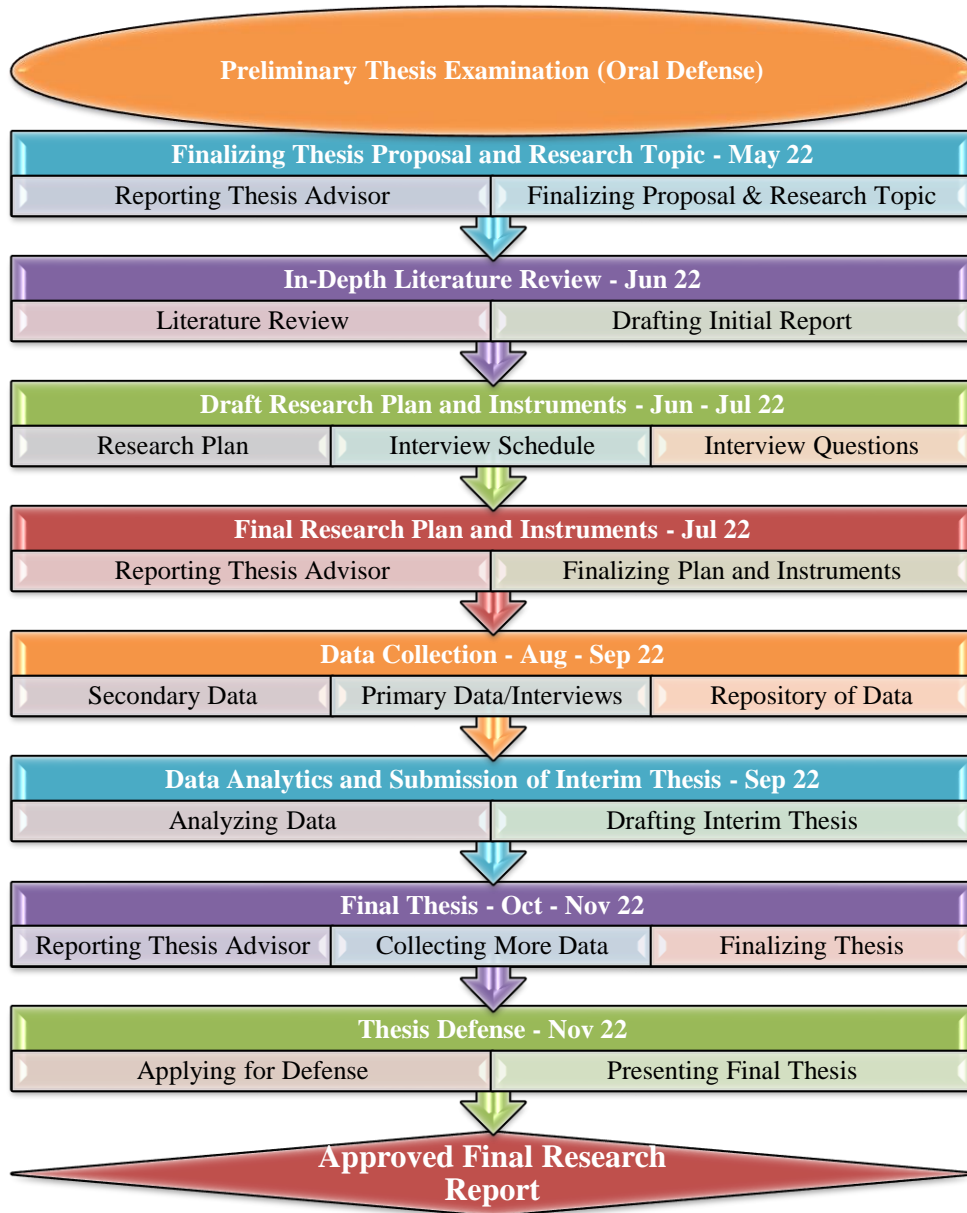 Preliminary Thesis Examination (Oral Defense)
Finalizing Thesis Proposal and Research Topic - May 22
Reporting Thesis Advisor
Finalizing Proposal & Research Topic
In-Depth Literature Review - Jun 22
Literature Review
Drafting Initial Report
Draft Research Plan and Instruments - Jun - Jul 22
Research Plan
Interview Schedule
Interview Questions
Final Research Plan and Instruments - Jul 22
Reporting Thesis Advisor
Finalizing Plan and Instruments
Data Collection - Aug - Sep 22
Secondary Data
Primary Data/Interviews
Repository of Data
Data Analytics and Submission of Interim Thesis - Sep 22
Analyzing Data
Drafting Interim Thesis
Final Thesis - Oct - Nov 22
Reporting Thesis Advisor
Collecting More Data
Finalizing Thesis
Thesis Defense - Nov 22
Applying for Defense
Presenting Final Thesis
Approved Final Research
Report